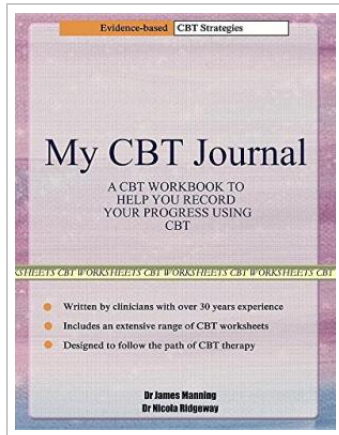 Evidence-based CBT Strategies
My CBT Journal
A CBT WORKBOOK TO
HELP YOU RECORD
YOUR PROGRESS USING
CBT
KSHEETS CBT WORKSHEETS CBT WORKSHEETS CBT WORKSHEETS CBT
Written by clinicians with over 30 years experience
Includes an extensive range of CBT worksheets
Designed to follow the path of CBT therapy
Dr James Manning
Dr Nicola Ridgeway